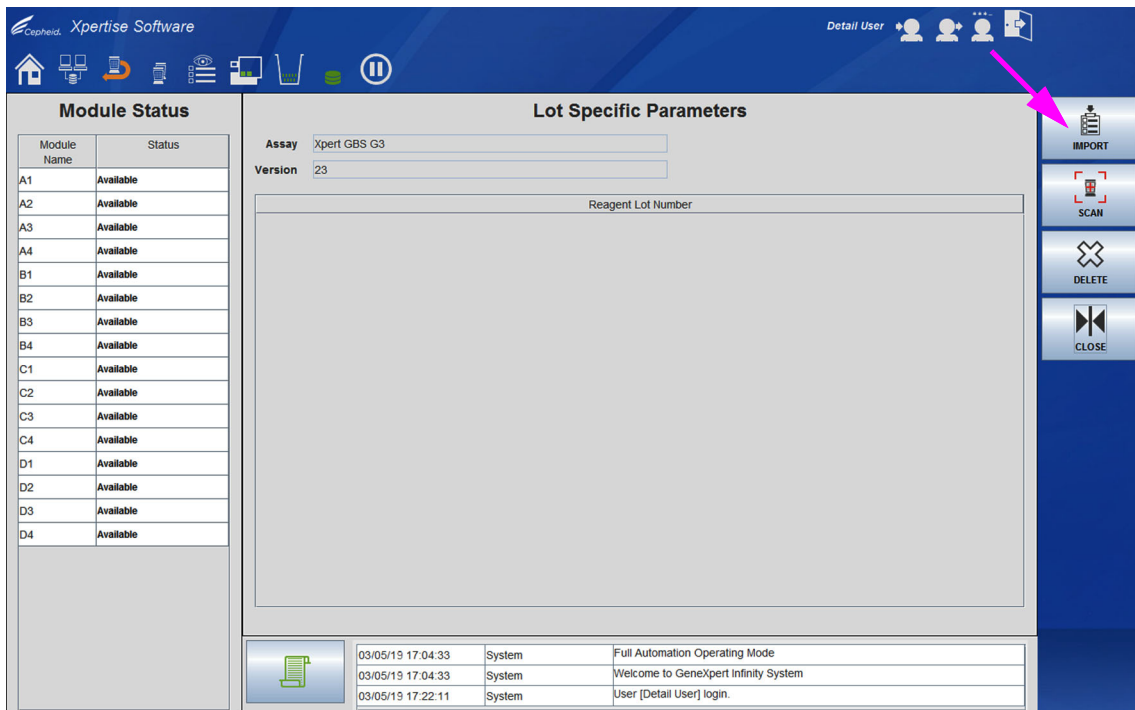 Cepheid. Xpertise Software
Detail User
Module Status
Module Name Status
A1 Available
A2 Available
A3 Available
A4 Available
B1 Available
B2 Available
B3 Available
B4 Available
C1 Available
C2 Available
C3 Available
C4 Available
D1 Available
D2 Available
D3 Available
D4 Available
Lot Specific Parameters
Assay Xpert GBS G3
Version 23
Reagent Lot Number
IMPORT
SCAN
DELETE
CLOSE
03/05/19 17:04:33 System Full Automation Operating Mode
03/05/19 17:04:33 System Welcome to GeneXpert Infinity System
03/05/19 17:22:11 System User [Detail User] login.